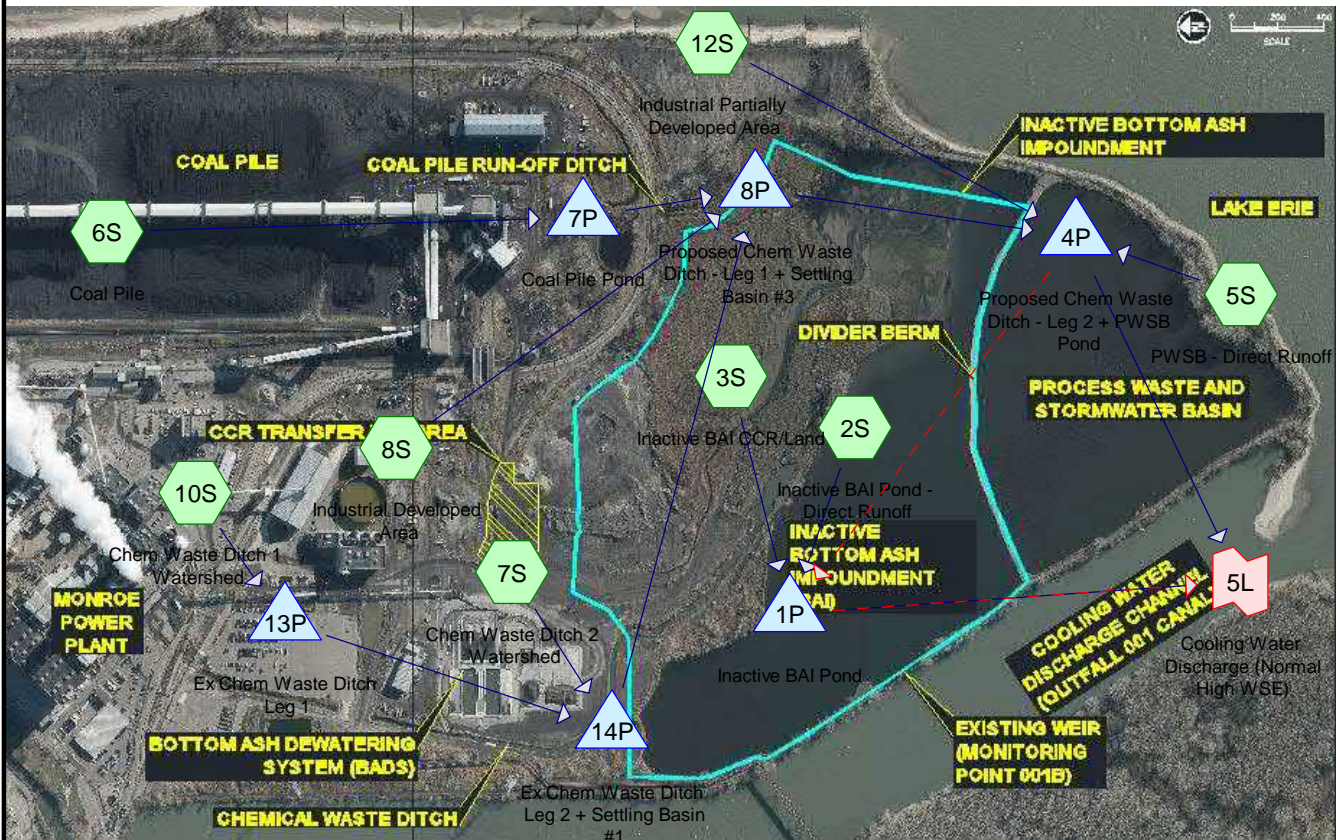 12S
0 200 400
SCALE
Industrial Partially
Developed Area
INACTIVE BOTTOM ASH
IMPOUNDMENT
COAL PILE
COAL PILE RUN-OFF DITCH
8P
7P
6S
4P
LAKE ERIE
Coal Pile
Coal Pile Pond
Proposed Chem Waste
Ditch - Leg 1 + Settling
Basin #3
5S
Proposed Chem Waste
Ditch - Leg 2 + PWSB
Pond
PWSB - Direct Runoff
DIVIDER BERM
3S
PROCESS WASTE AND
STORMWATER BASIN
2S
Inactive BAI CCR/Land
CCR TRANSFER AREA
8S
10S
Industrial Developed
Area
Inactive BAI Pond -
Direct Runoff
INACTIVE
BOTTOM ASH
IMPOUNDMENT
(BAI)
Chem Waste Ditch 1
Watershed
7S
MONROE
POWER
PLANT
13P
1P
5L
Chem Waste Ditch 2
Watershed
COOLING WATER
DISCHARGE CHANNEL
(OUTFALL 001 CANAL)
Cooling Water
Discharge (Normal
High WSE)
Ex Chem Waste Ditch
Leg 1
Inactive BAI Pond
14P
BOTTOM ASH DEWATERING
SYSTEM (BADS)
EXISTING WEIR
(MONITORING
POINT 001B)
CHEMICAL WASTE DITCH
Ex Chem Waste Ditch
Leg 2 + Settling Basin
#1